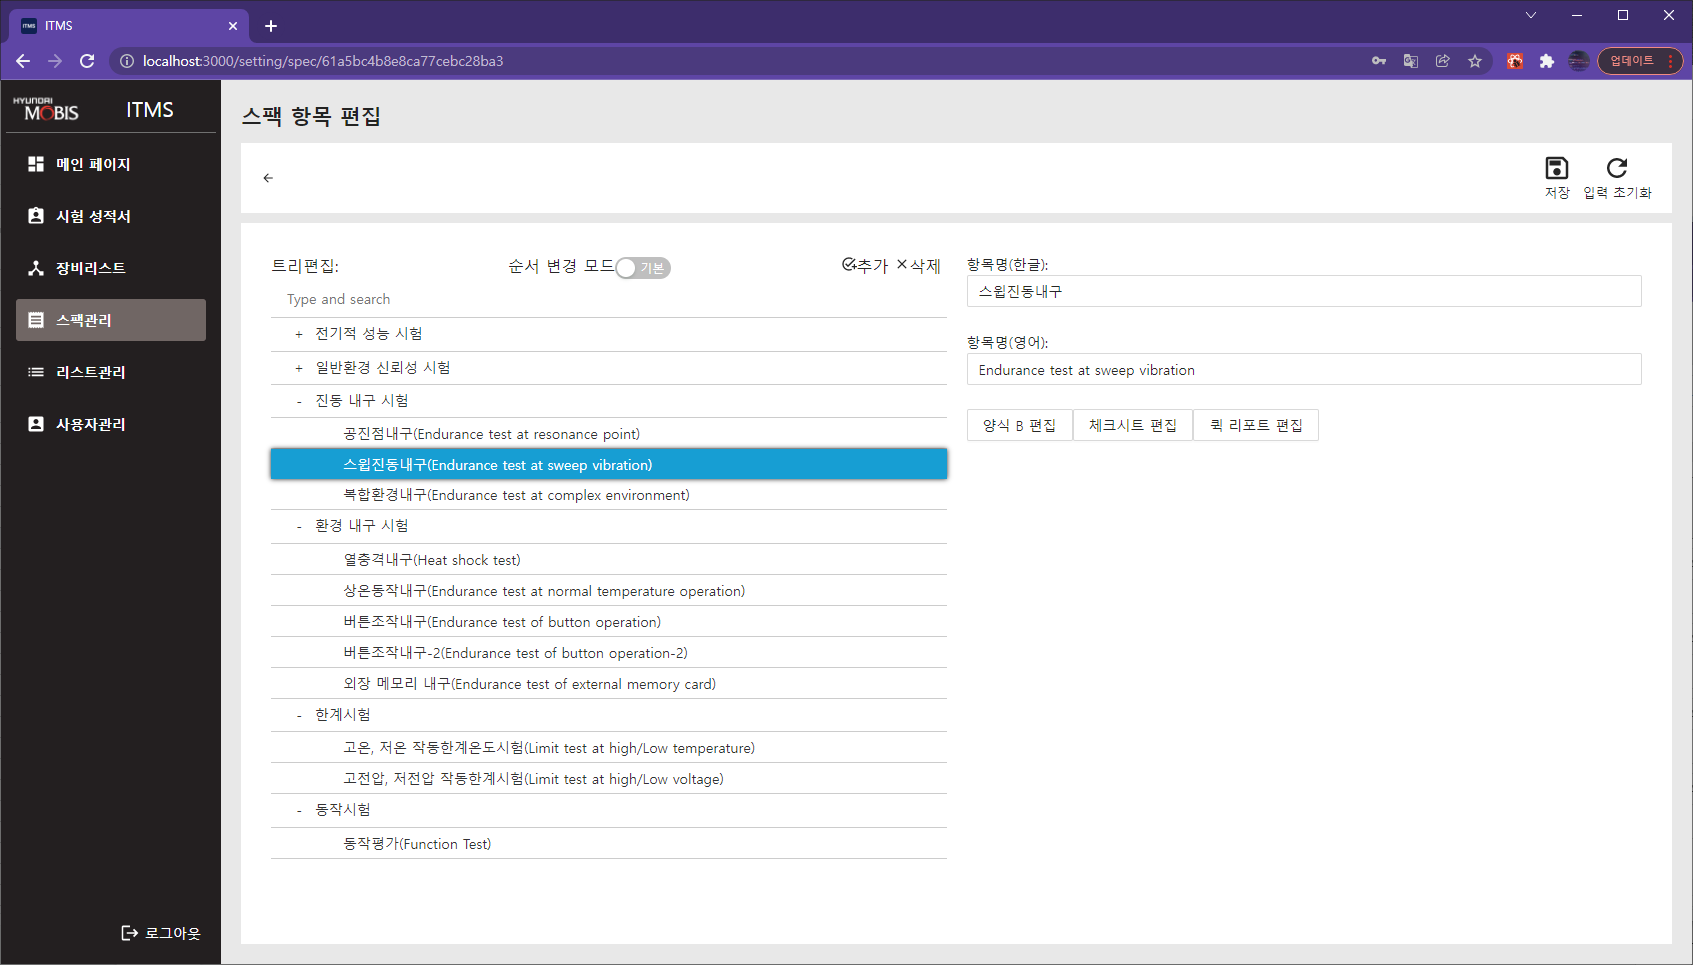 ITMS
localhost:3000/setting/spec/61a5bc4b8e8ca77cebc28ba3
업데이트
HYUNDAI
MOBIS
ITMS
메인 페이지
시험 성적서
장비리스트
스팩관리
리스트관리
사용자관리
로그아웃
스팩 항목 편집
저장
입력 초기화
트리편집:
순서 변경 모드 기본
추가 삭제
Type and search
+ 전기적 성능 시험
+ 일반환경 신뢰성 시험
- 진동 내구 시험
공진점내구(Endurance test at resonance point)
스윕진동내구(Endurance test at sweep vibration)
복합환경내구(Endurance test at complex environment)
- 환경 내구 시험
열충격내구(Heat shock test)
상온동작내구(Endurance test at normal temperature operation)
버튼조작내구(Endurance test of button operation)
버튼조작내구-2(Endurance test of button operation-2)
외장 메모리 내구(Endurance test of external memory card)
- 한계시험
고온, 저온 작동한계온도시험(Limit test at high/Low temperature)
고전압, 저전압 작동한계시험(Limit test at high/Low voltage)
- 동작시험
동작평가(Function Test)
항목명(한글):
스윕진동내구
항목명(영어):
Endurance test at sweep vibration
양식 B 편집
체크시트 편집
퀵 리포트 편집